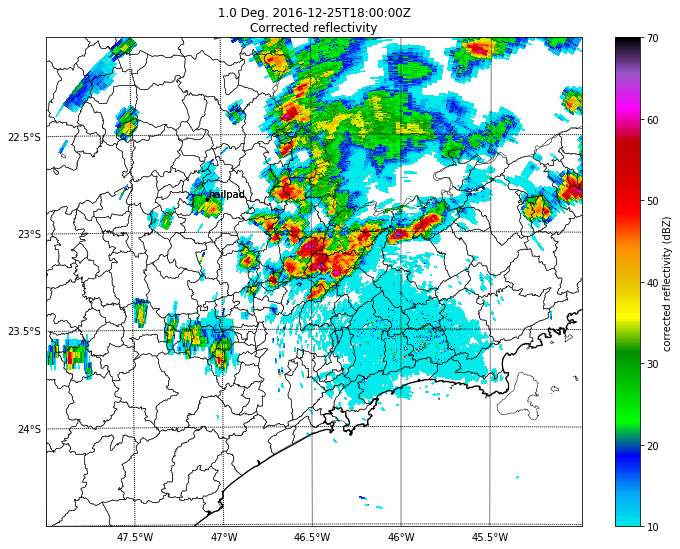 1.0 Deg. 2016-12-25T18:00:00Z
Corrected reflectivity
22.5°S
23°S
23.5°S
24°S
47.5°W
47°W
46.5°W
46°W
45.5°W
hailpad
70
60
50
40
30
20
10
corrected reflectivity (dBZ)